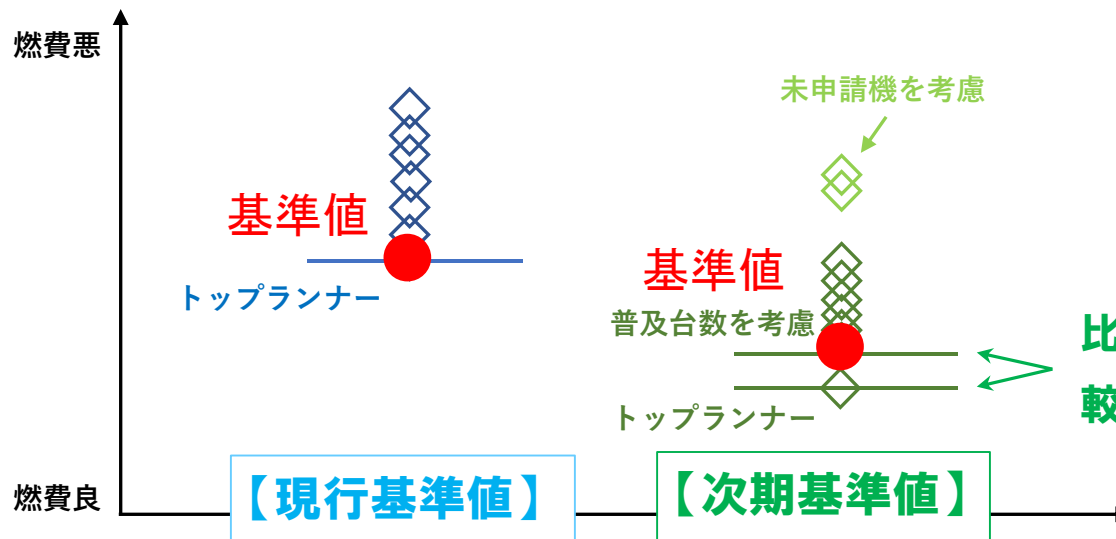 燃費悪
未申請機を考慮
基準値
基準値
トップランナー
普及台数を考慮
比
較
トップランナー
【現行基準値】
【次期基準値】
燃費良